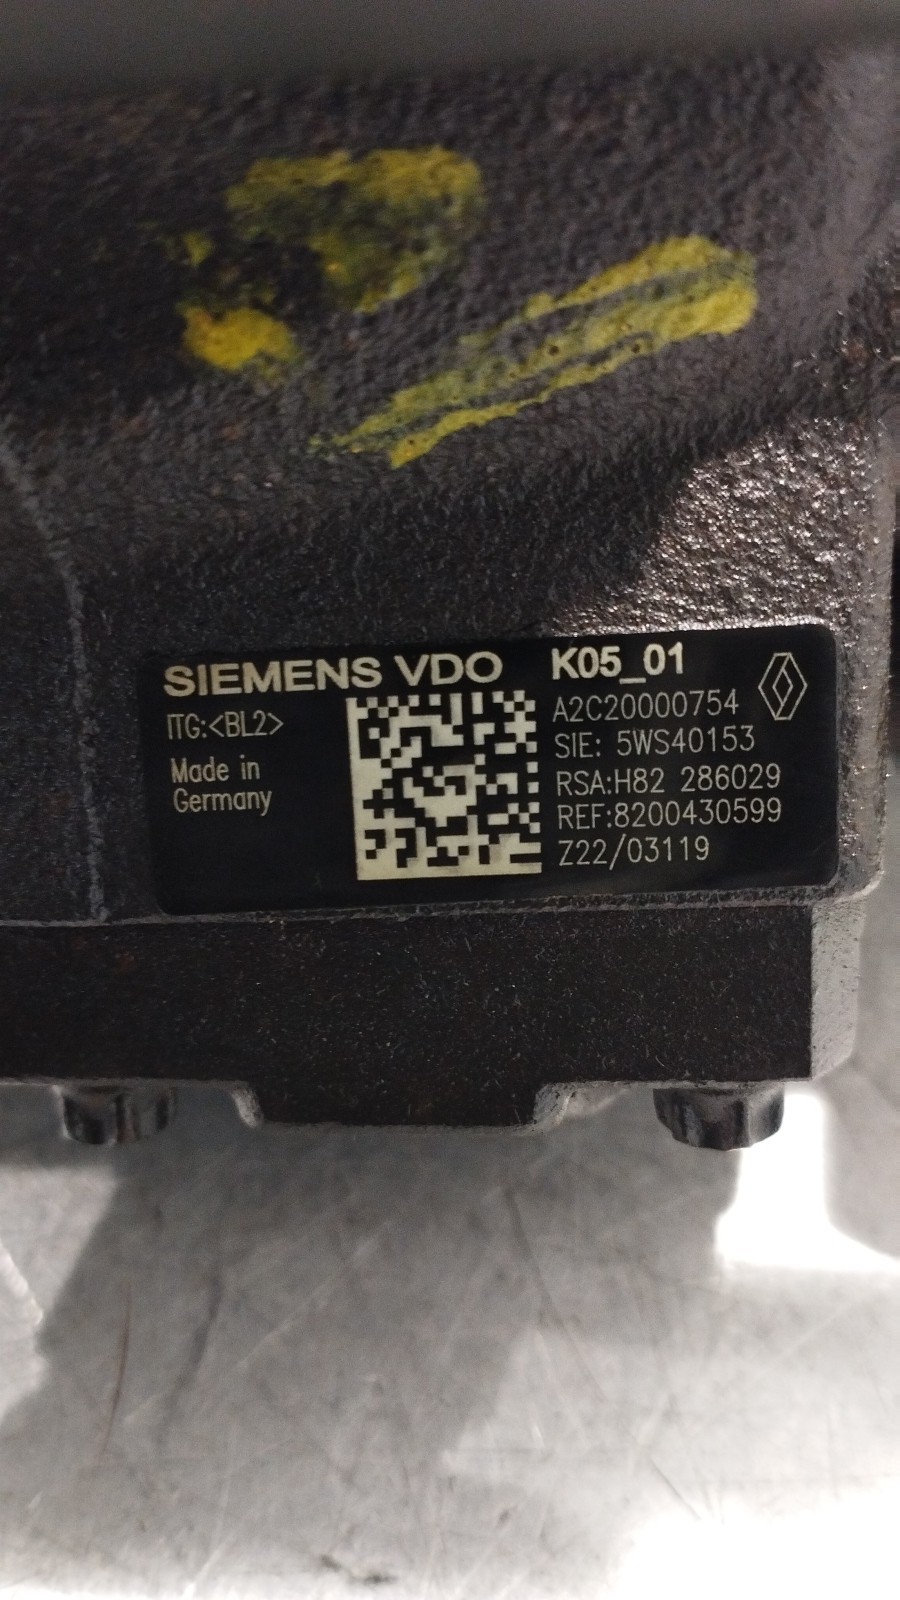 SIEMENS VDO
ITG:<BL2>
Made in
Germany
K05_01
A2C20000754
SIE: 5WS40153
RSA:H82 286029
REF:8200430599
Z22/03119